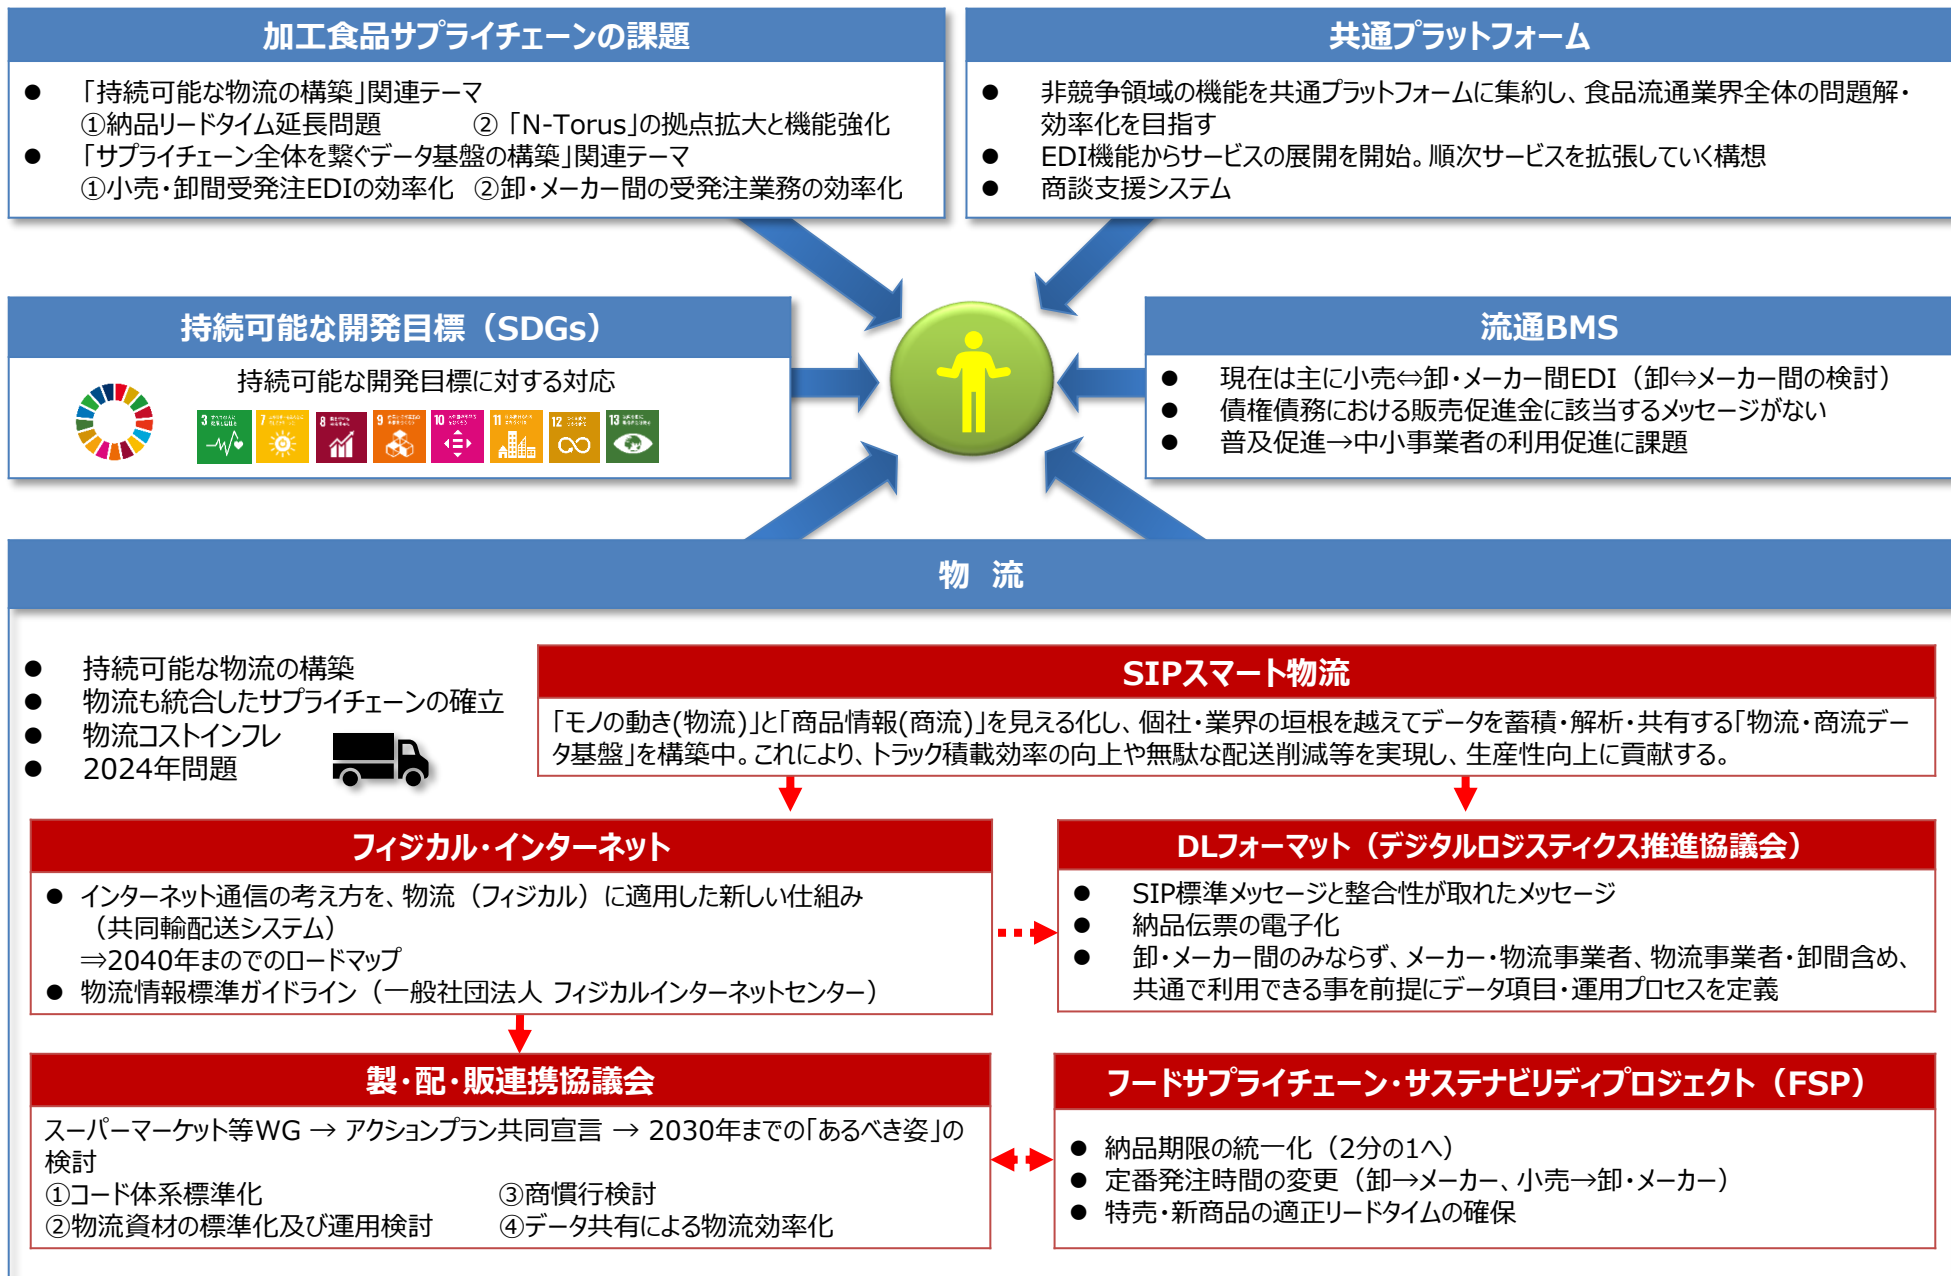 加工食品サプライチェーンの課題
● 「持続可能な物流の構築」関連テーマ
①納品リードタイム延長問題 ② 「N-Torus」の拠点拡大と機能強化
● 「サプライチェーン全体を繋ぐデータ基盤の構築」関連テーマ
①小売・卸間受発注EDIの効率化 ②卸・メーカー間の受発注業務の効率化
共通プラットフォーム
● 非競争領域の機能を共通プラットフォームに集約し、食品流通業界全体の問題解・
効率化を目指す
● EDI機能からサービスの展開を開始。順次サービスを拡張していく構想
● 商談支援システム
持続可能な開発目標（SDGs）
持続可能な開発目標に対する対応
3
7
8
9
10
11
12
13
流通BMS
● 現在は主に小売⇔卸・メーカー間EDI（卸⇔メーカー間の検討）
● 債権債務における販売促進金に該当するメッセージがない
● 普及促進→中小事業者の利用促進に課題
物 流
● 持続可能な物流の構築
● 物流も統合したサプライチェーンの確立
● 物流コストインフレ
● 2024年問題
SIPスマート物流
「モノの動き(物流)」と「商品情報(商流)」を見える化し、個社・業界の垣根を越えてデータを蓄積・解析・共有する「物流・商流デー
タ基盤」を構築中。これにより、トラック積載効率の向上や無駄な配送削減等を実現し、生産性向上に貢献する。
フィジカル・インターネット
● インターネット通信の考え方を、物流（フィジカル）に適用した新しい仕組み
（共同輸配送システム）
⇒2040年まのでのロードマップ
● 物流情報標準ガイドライン（一般社団法人 フィジカルインターネットセンター）
DLフォーマット（デジタルロジスティクス推進協議会）
● SIP標準メッセージと整合性が取れたメッセージ
● 納品伝票の電子化
● 卸・メーカー間のみならず、メーカー・物流事業者、物流事業者・卸間含め、
共通で利用できる事を前提にデータ項目・運用プロセスを定義
製・配・販連携協議会
スーパーマーケット等WG → アクションプラン共同宣言 → 2030年までの「あるべき姿」の
検討
①コード体系標準化 ③商慣行検討
②物流資材の標準化及び運用検討 ④データ共有による物流効率化
フードサプライチェーン・サステナビリディプロジェクト（FSP）
● 納品期限の統一化（2分の1へ）
● 定番発注時間の変更（卸→メーカー、小売→卸・メーカー）
● 特売・新商品の適正リードタイムの確保